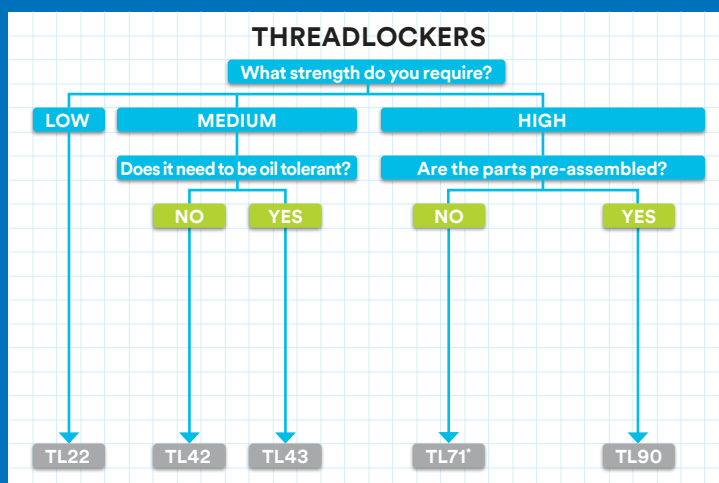 THREADLOCKERS
What strength do you require?
LOW
MEDIUM
HIGH
Does it need to be oil tolerant?
Are the parts pre-assembled?
NO
YES
NO
YES
TL22
TL42
TL43
TL71*
TL90